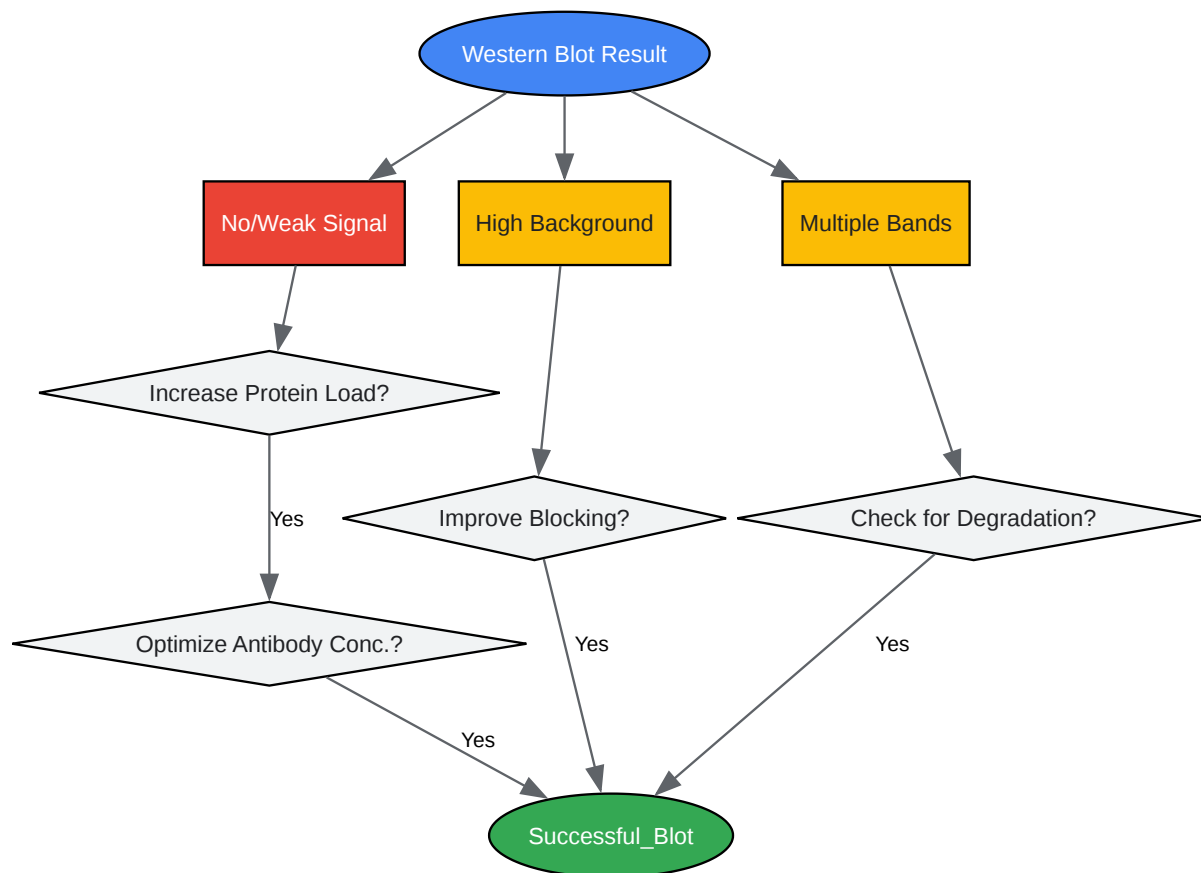 Western Blot Result
No/Weak Signal
High Background
Multiple Bands
Increase Protein Load?
Yes
Improve Blocking?
Check for Degradation?
Optimize Antibody Conc.?
Yes
Yes
Yes
Successful_Blot